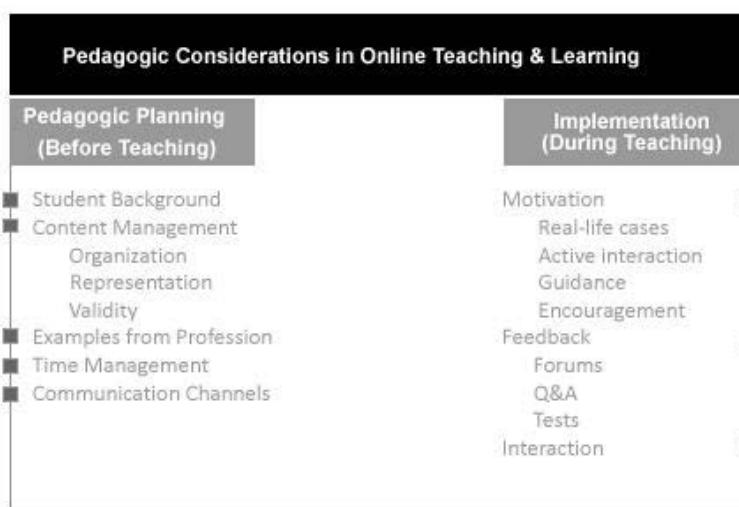 Pedagogic Considerations in Online Teaching & Learning
Pedagogic Planning
(Before Teaching)
Student Background
Content Management
Organization
Representation
Validity
Examples from Profession
Time Management
Communication Channels
Implementation
(During Teaching)
Motivation
Real-life cases
Active interaction
Guidance
Encouragement
Feedback
Forums
Q&A
Tests
Interaction